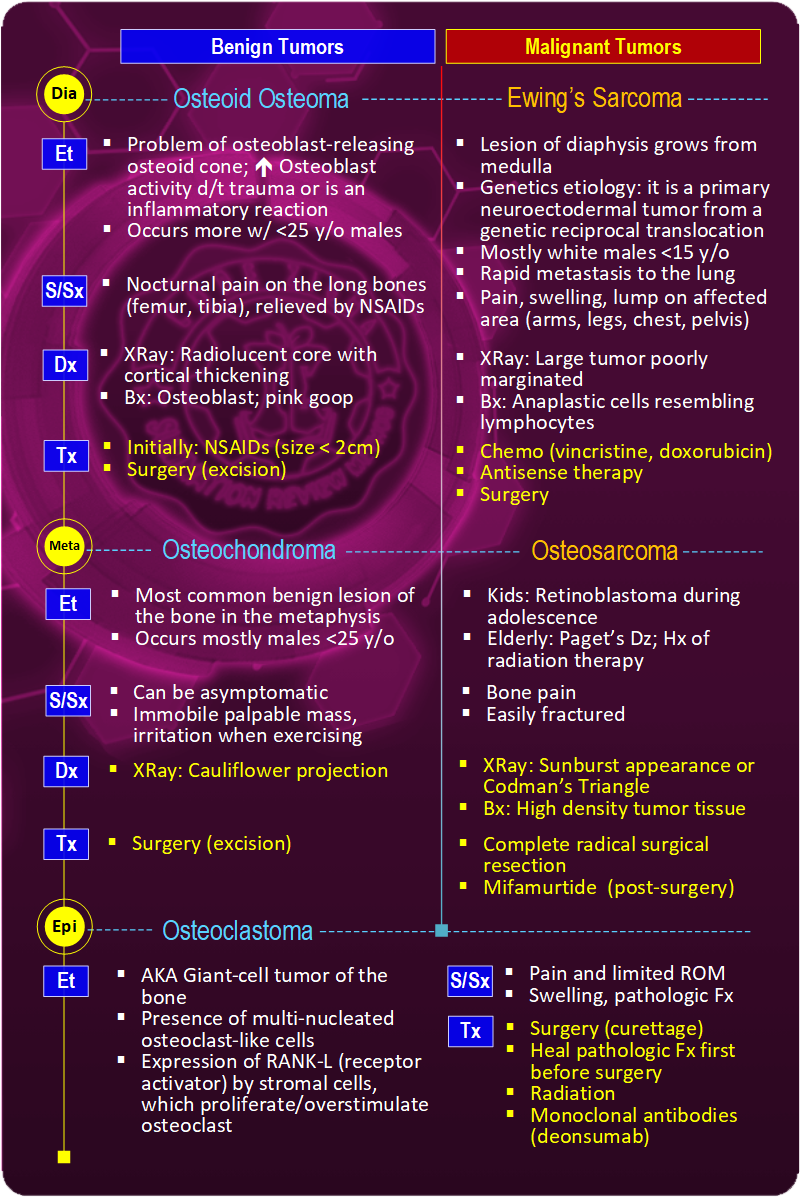 Benign Tumors
Malignant Tumors
Dia
Osteoid Osteoma
Ewing's Sarcoma
Et
▪ Problem of osteoblast-releasing
osteoid cone; 🡅 Osteoblast
activity d/t trauma or is an
inflammatory reaction
▪ Occurs more w/ <25 y/o males
▪ Lesion of diaphysis grows from
medulla
▪ Genetics etiology: it is a primary
neuroectodermal tumor from a
genetic reciprocal translocation
▪ Mostly white males <15 y/o
▪ Rapid metastasis to the lung
S/Sx
▪ Nocturnal pain on the long bones
(femur, tibia), relieved by NSAIDs
▪ Pain, swelling, lump on affected
area (arms, legs, chest, pelvis)
Dx
▪ XRay: Radiolucent core with
cortical thickening
▪ Bx: Osteoblast; pink goop
▪ XRay: Large tumor poorly
marginated
▪ Bx: Anaplastic cells resembling
lymphocytes
Tx
▪ Initially: NSAIDs (size < 2cm)
▪ Surgery (excision)
▪ Chemo (vincristine, doxorubicin)
▪ Antisense therapy
▪ Surgery
Meta
Osteochondroma
Osteosarcoma
Et
▪ Most common benign lesion of
the bone in the metaphysis
▪ Occurs mostly males <25 y/o
▪ Kids: Retinoblastoma during
adolescence
▪ Elderly: Paget's Dz; Hx of
radiation therapy
S/Sx
▪ Can be asymptomatic
▪ Immobile palpable mass,
irritation when exercising
▪ Bone pain
▪ Easily fractured
Dx
▪ XRay: Cauliflower projection
▪ XRay: Sunburst appearance or
Codman's Triangle
▪ Bx: High density tumor tissue
Tx
▪ Surgery (excision)
▪ Complete radical surgical
resection
▪ Mifamurtide (post-surgery)
Epi
Osteoclastoma
Et
▪ AKA Giant-cell tumor of the
bone
▪ Presence of multi-nucleated
osteoclast-like cells
▪ Expression of RANK-L (receptor
activator) by stromal cells,
which proliferate/overstimulate
osteoclast
S/Sx
▪ Pain and limited ROM
▪ Swelling, pathologic Fx
Tx
▪ Surgery (curettage)
▪ Heal pathologic Fx first
before surgery
▪ Radiation
▪ Monoclonal antibodies
(deonsumab)
REVIEW